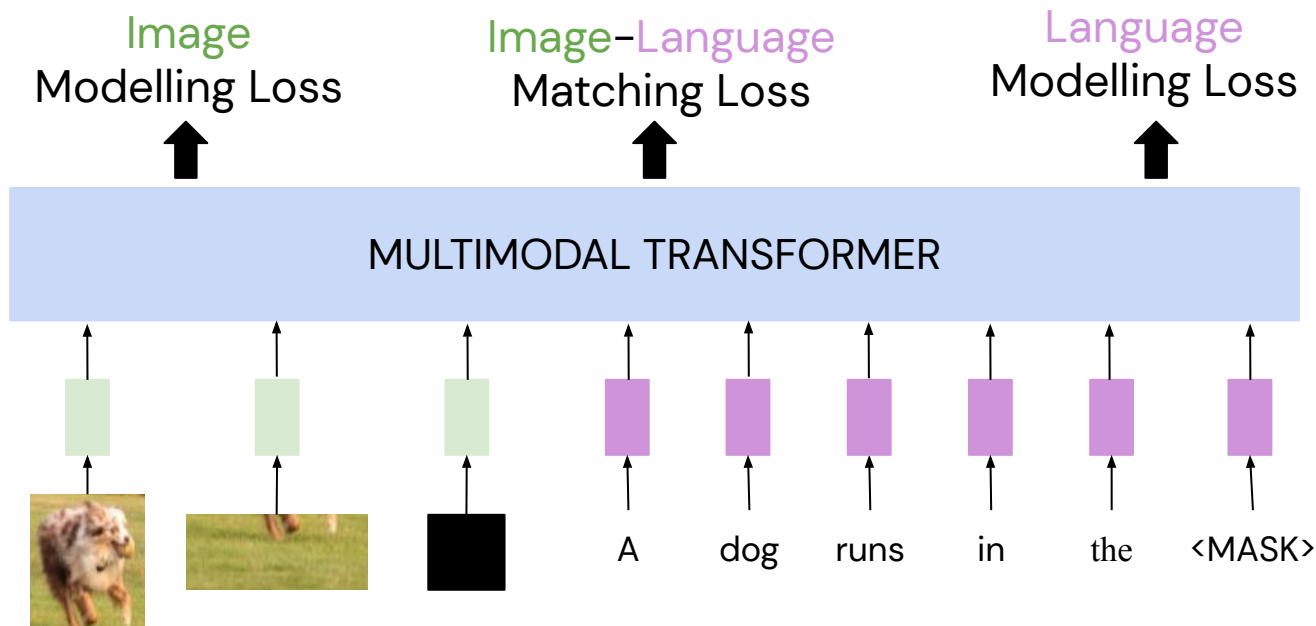 Image
Modelling Loss
Image-Language
Matching Loss
Language
Modelling Loss
MULTIMODAL TRANSFORMER
A dog runs in the <MASK>